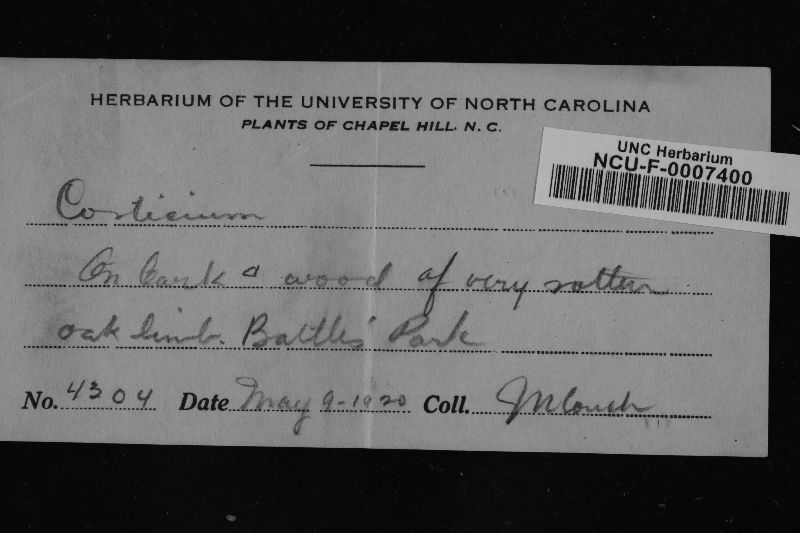 HERBARIUM OF THE UNIVERSITY OF NORTH CAROLINA
PLANTS OF CHAPEL HILL. N. C.
UNC Herbarium
NCU-F-0007400
Corticium
On bark & wood of very rotten
oak limb. Battle's Park
No. 4304 Date May 9-1920 Coll. JNCouch